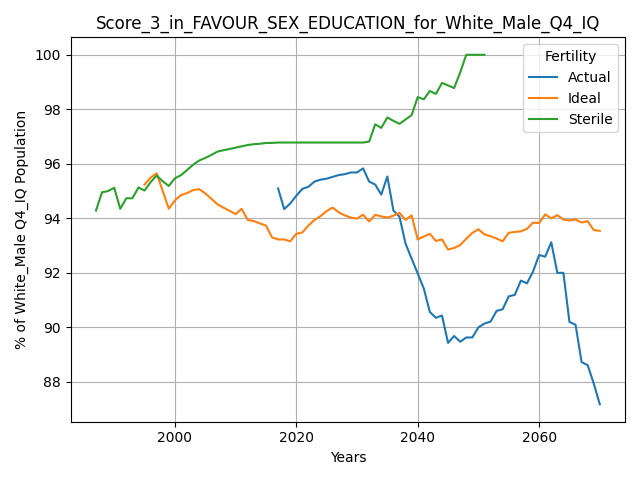 Score_3_in_FAVOUR_SEX_EDUCATION_for_White_Male_Q4_IQ
Fertility
Actual
Ideal
Sterile
% of White_Male Q4_IQ Population
100
98
96
94
92
90
88
2000 2020 2040 2060
Years